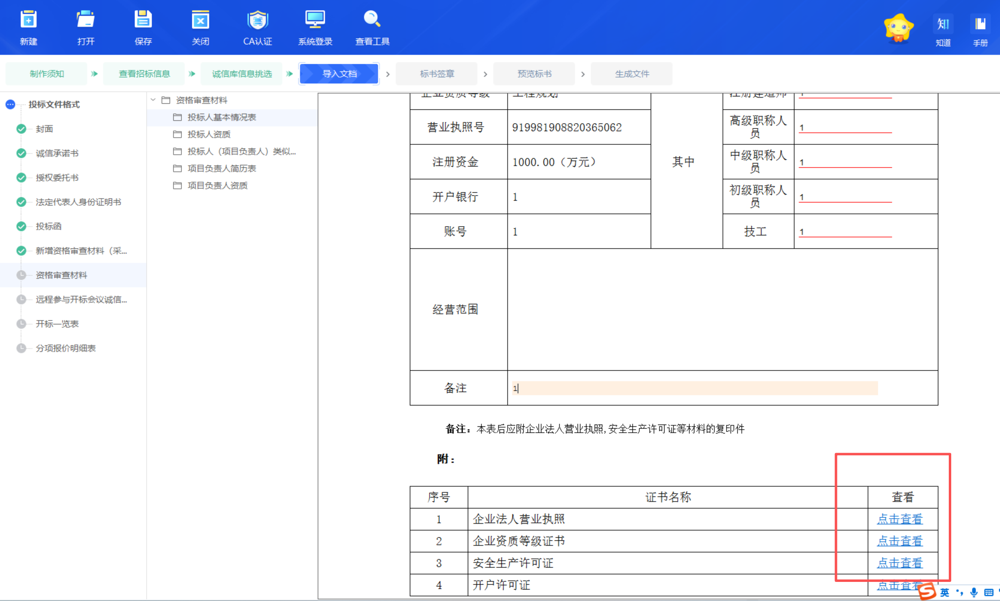 新建
打开
保存
关闭
CA认证
系统登录
查看工具
知
知道
手册
制作须知
查看招标信息
诚信库信息挑选
导入文档
标书签章
预览标书
生成文件
投标文件格式
封面
诚信承诺书
授权委托书
法定代表人身份证明书
投标函
新增资格审查材料（采...
资格审查材料
远程参与开标会议诚信...
开标一览表
分项报价明细表
资格审查材料
投标人基本情况表
投标人资质
投标人（项目负责人）类似...
项目负责人简历表
项目负责人资质
企业资质等级 工程规划 注册建造师 1
营业执照号 919981908820365062 高级职称人员 1
注册资金 1000.00（万元） 其中 中级职称人员 1
开户银行 1 初级职称人员 1
账号 1 技工 1
经营范围
备注 1
备注：本表后应附企业法人营业执照,安全生产许可证等材料的复印件
附：
序号 证书名称 查看
1 企业法人营业执照 点击查看
2 企业资质等级证书 点击查看
3 安全生产许可证 点击查看
4 开户许可证 点击查看
英